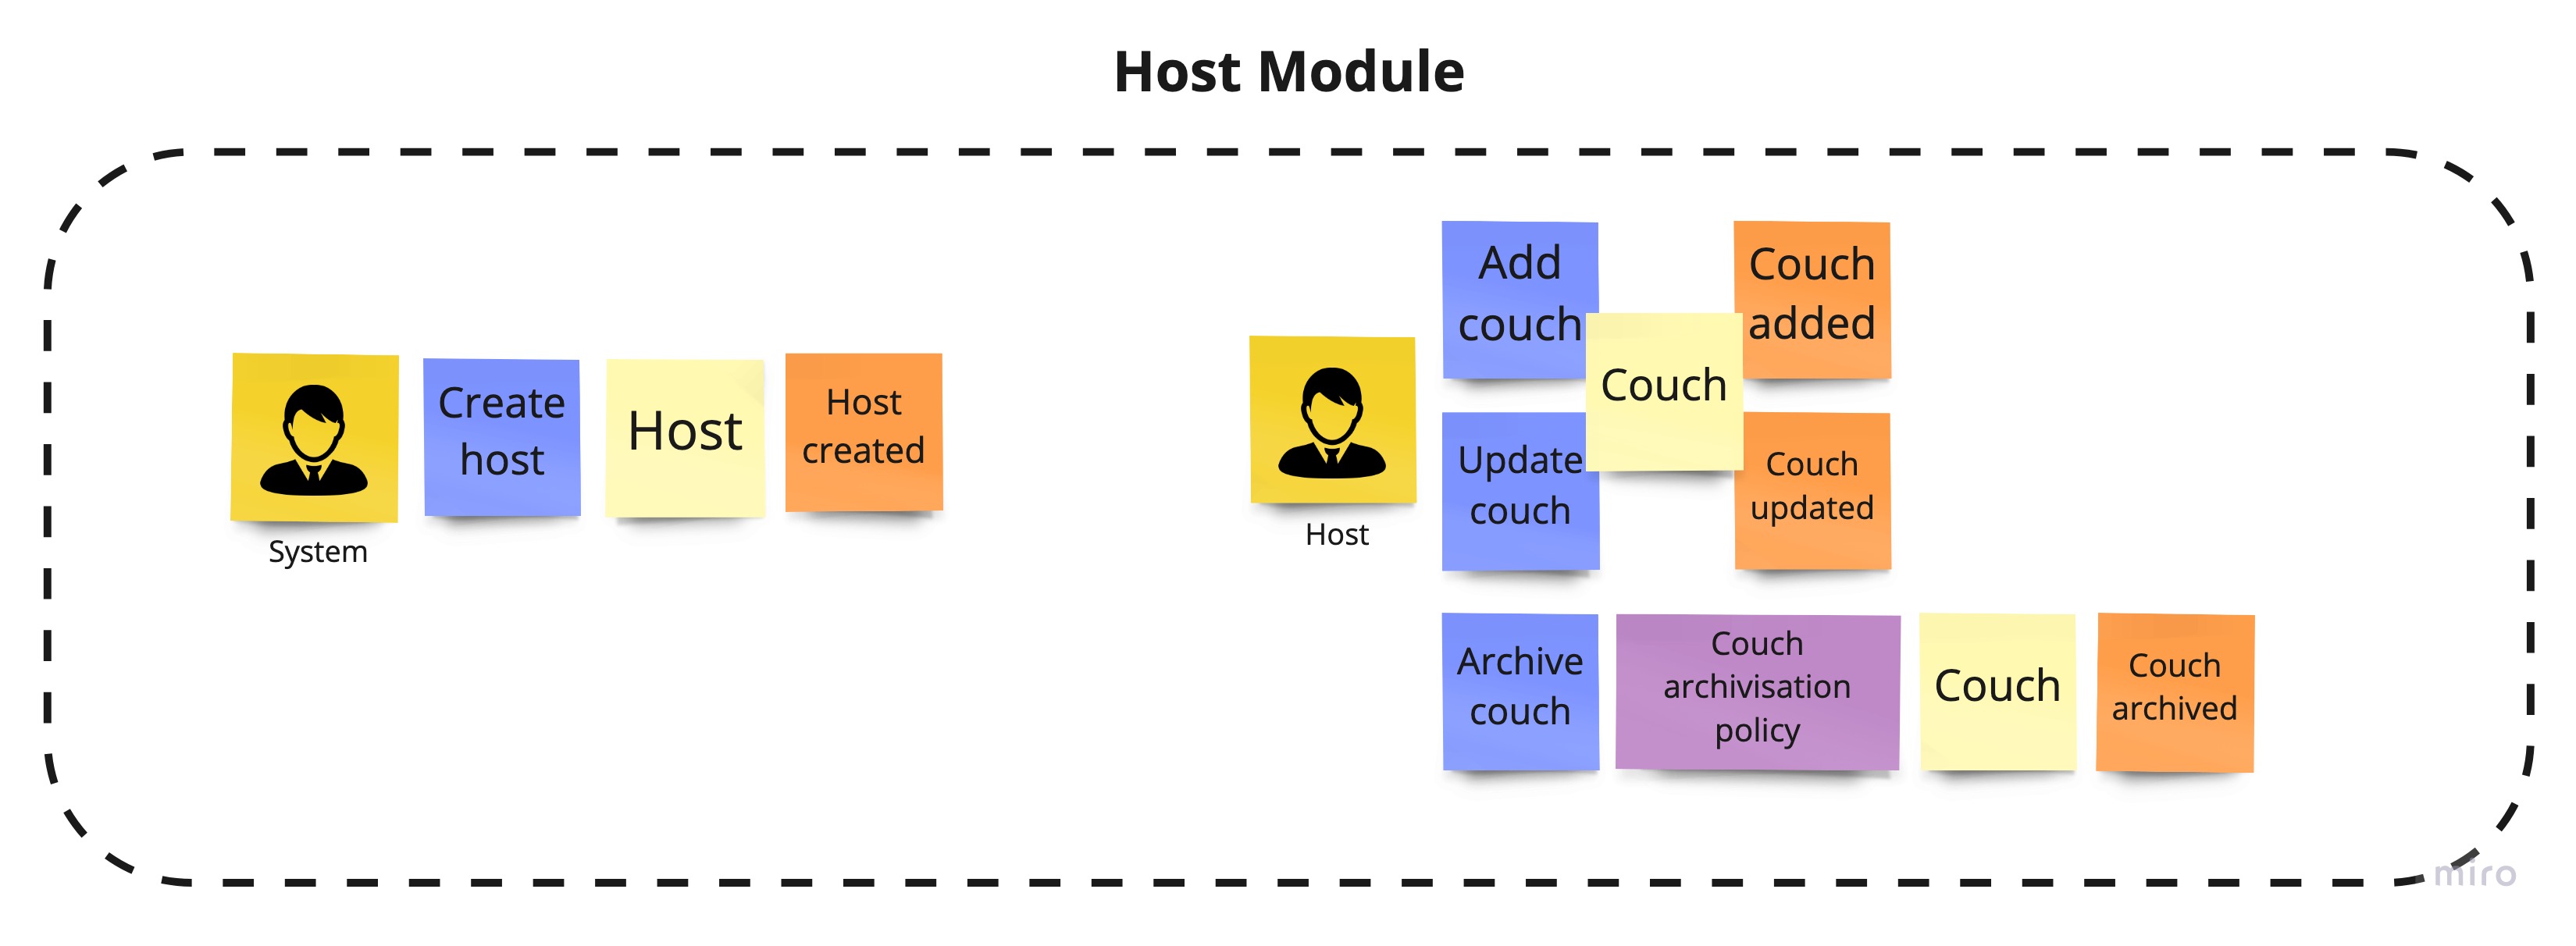 Host Module
Create
host
Host
Host
created
System
Add
couch
Couch
added
Couch
Update
couch
Couch
updated
Host
Archive
couch
Couch
archivisation
policy
Couch
Couch
archived
miro